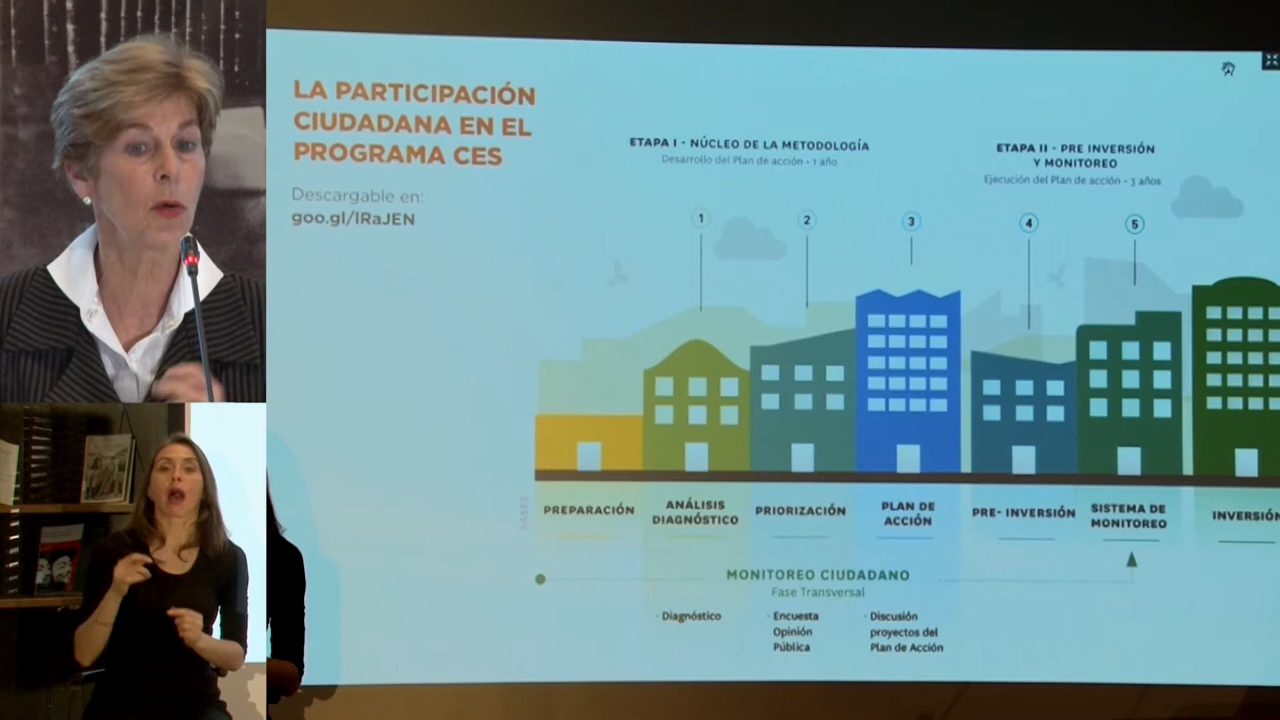 LA PARTICIPACIÓN
CIUDADANA EN EL
PROGRAMA CES
Descargable en:
goo.gl/lRaJEN
ETAPA I - NÚCLEO DE LA METODOLOGÍA
Desarrollo del Plan de acción - 1 año
ETAPA II - PRE INVERSIÓN
Y MONITOREO
Ejecución del Plan de acción - 3 años
1
2
3
4
5
FASES
PREPARACIÓN
ANÁLISIS
DIAGNÓSTICO
PRIORIZACIÓN
PLAN DE
ACCIÓN
PRE- INVERSIÓN
SISTEMA DE
MONITOREO
INVERSIÓN
MONITOREO CIUDADANO
Fase Transversal
· Diagnóstico
· Encuesta
Opinión
Pública
· Discusión
proyectos del
Plan de Acción